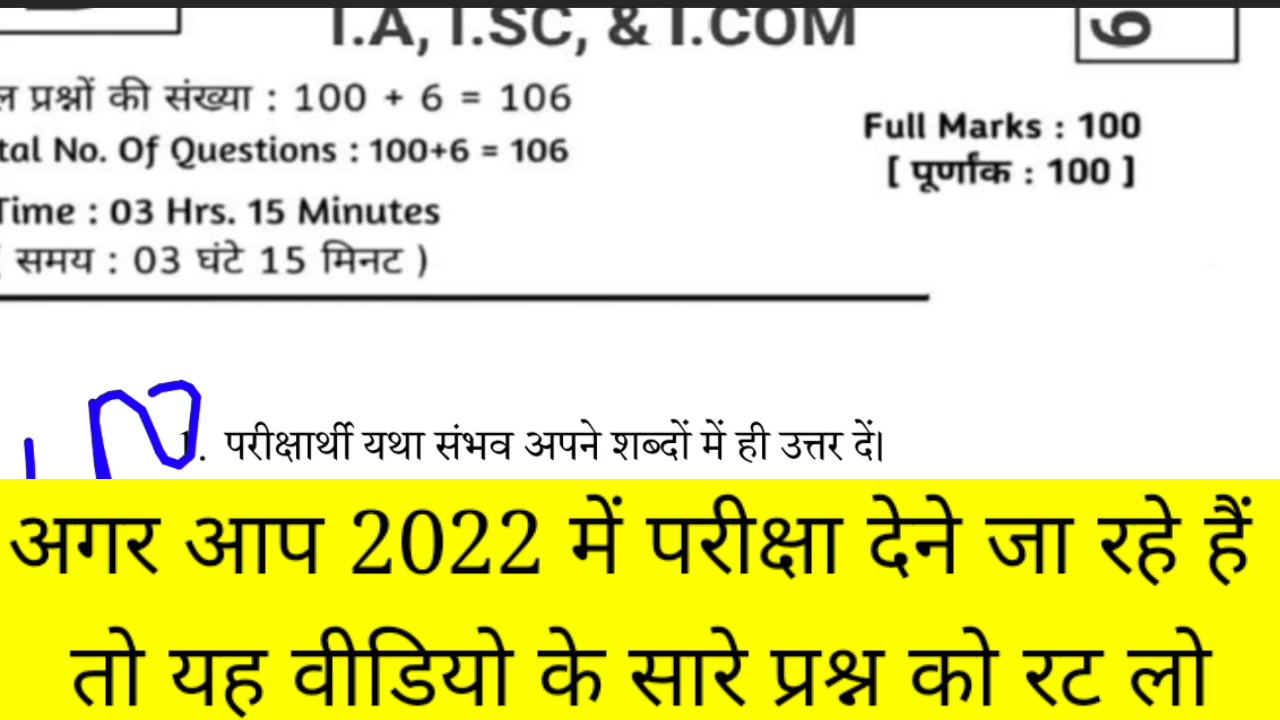 I.A, I.SC, & I.COM
प्रश्नों की संख्या : 100 + 6 = 106
No. Of Questions : 100+6 = 106
Full Marks : 100
[ पूर्णांक : 100 ]
Time : 03 Hrs. 15 Minutes
( समय : 03 घंटे 15 मिनट )
1. परीक्षार्थी यथा संभव अपने शब्दों में ही उत्तर दें।
अगर आप 2022 में परीक्षा देने जा रहे हैं
तो यह वीडियो के सारे प्रश्न को रट लो